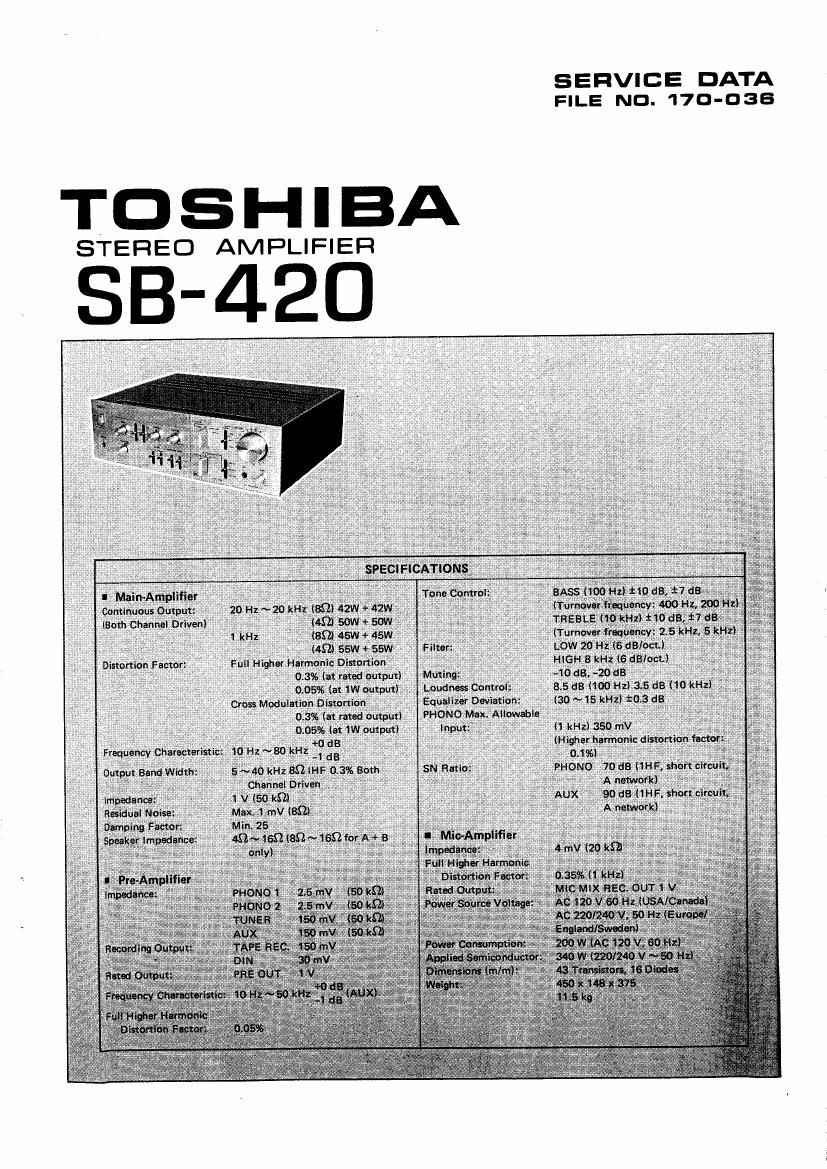 SERVICE DATA
FILE NO. 170-036
TOSHIBA
STEREO AMPLIFIER
SB-420
SPECIFICATIONS
■ Main-Amplifier
Continuous Output: 20 Hz ~ 20 kHz (8Ω) 42W + 42W
(Both Channel Driven) (4Ω) 50W + 50W
1 kHz (8Ω) 45W + 45W
(4Ω) 55W + 55W
Distortion Factor: Full Higher Harmonic Distortion
0.3% (at rated output)
0.05% (at 1W output)
Cross Modulation Distortion
0.3% (at rated output)
0.05% (at 1W output)
Frequency Characteristic: 10 Hz ~ 80 kHz +0 dB
-1 dB
Output Band Width: 5 ~ 40 kHz 8Ω IHF 0.3% Both
Channel Driven
Impedance: 1 V (50 kΩ)
Residual Noise: Max. 1 mV (8Ω)
Damping Factor: Min. 25
Speaker Impedance: 4Ω ~ 16Ω (8Ω ~ 16Ω for A + B
only)
■ Pre-Amplifier
Impedance: PHONO 1 2.5 mV (50 kΩ)
PHONO 2 2.5 mV (50 kΩ)
TUNER 150 mV (50 kΩ)
AUX 150 mV (50 kΩ)
Recording Output: TAPE REC. 150 mV
DIN 30 mV
Rated Output: PRE OUT 1 V
Frequency Characteristic: 10 Hz ~ 50 kHz +0 dB
-1 dB (AUX)
Full Higher Harmonic
Distortion Factor: 0.05%
Tone Control: BASS (100 Hz) ±10 dB, ±7 dB
(Turnover frequency: 400 Hz, 200 Hz)
TREBLE (10 kHz) ±10 dB, ±7 dB
(Turnover frequency: 2.5 kHz, 5 kHz)
Filter: LOW 20 Hz (6 dB/oct.)
HIGH 8 kHz (6 dB/oct.)
Muting: -10 dB, -20 dB
Loudness Control: 8.5 dB (100 Hz) 3.5 dB (10 kHz)
Equalizer Deviation: (30 ~ 15 kHz) ±0.3 dB
PHONO Max. Allowable
Input: (1 kHz) 350 mV
(Higher harmonic distortion factor:
0.1%)
SN Ratio: PHONO 70 dB (1HF, short circuit,
A network)
AUX 90 dB (1HF, short circuit,
A network)
■ Mic-Amplifier
Impedance: 4 mV (20 kΩ)
Full Higher Harmonic
Distortion Factor: 0.35% (1 kHz)
Rated Output: MIC MIX REC. OUT 1 V
Power Source Voltage: AC 120 V 60 Hz (USA/Canada)
AC 220/240 V, 50 Hz (Europe/
England/Sweden)
Power Consumption: 200 W (AC 120 V, 60 Hz)
Applied Semiconductor: 340 W (220/240 V ~ 50 Hz)
Dimensions (m/m): 43 Transistors, 16 Diodes
Weight: 450 x 148 x 375
11.5 kg